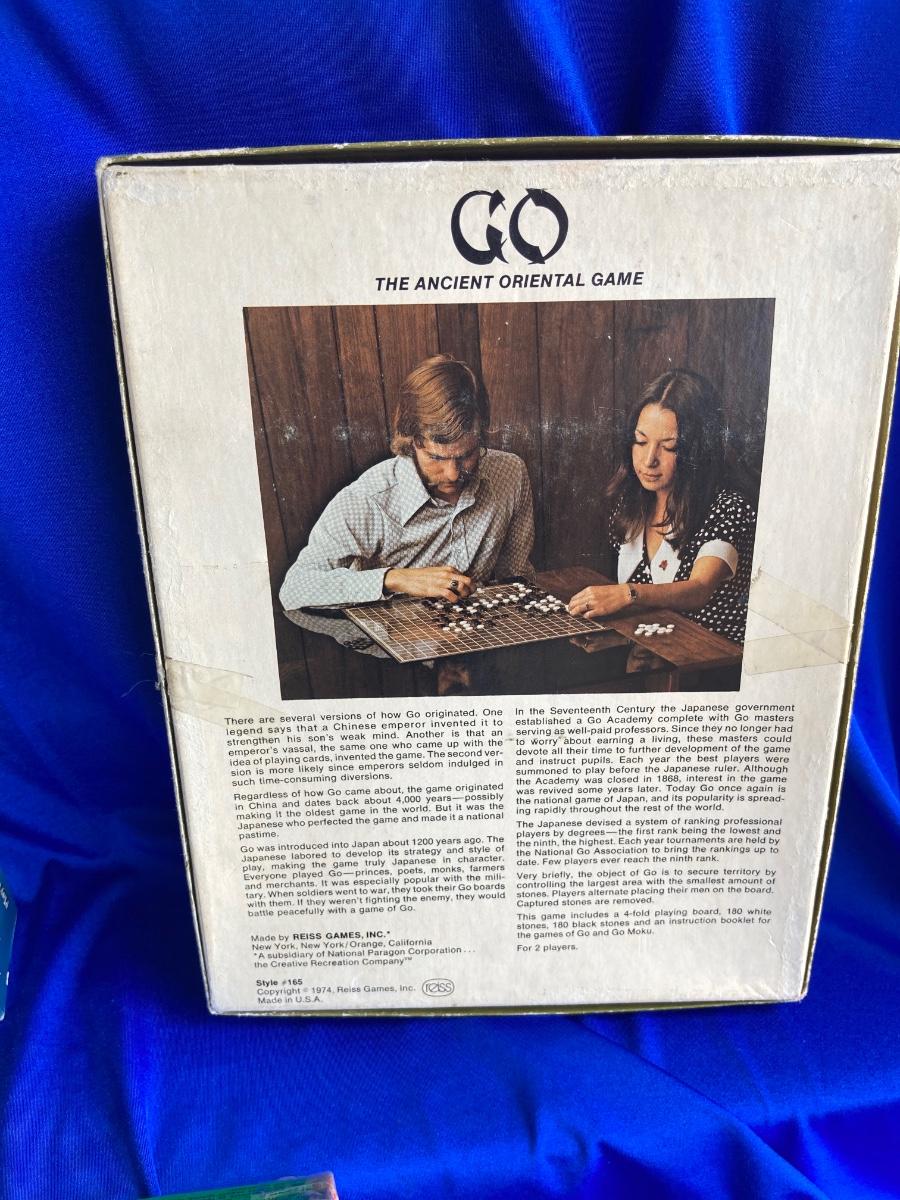 GO
THE ANCIENT ORIENTAL GAME
There are several versions of how Go originated. One
legend says that a Chinese emperor invented it to
strengthen his son's weak mind. Another is that an
emperor's vassal, the same one who came up with the
idea of playing cards, invented the game. The second ver-
sion is more likely since emperors seldom indulged in
such time-consuming diversions.
Regardless of how Go came about, the game originated
in China and dates back about 4,000 years—possibly
making it the oldest game in the world. But it was the
Japanese who perfected the game and made it a national
pastime.
Go was introduced into Japan about 1200 years ago. The
Japanese labored to develop its strategy and style of
play, making the game truly Japanese in character.
Everyone played Go—princes, poets, monks, farmers
and merchants. It was especially popular with the mili-
tary. When soldiers went to war, they took their Go boards
with them. If they weren't fighting the enemy, they would
battle peacefully with a game of Go.
Made by REISS GAMES, INC.*
New York, New York/Orange, California
*A subsidiary of National Paragon Corporation...
the Creative Recreation Company™
Style #165
Copyright © 1974, Reiss Games, Inc. reiss
Made in U.S.A.
In the Seventeenth Century the Japanese government
established a Go Academy complete with Go masters
serving as well-paid professors. Since they no longer had
to worry about earning a living, these masters could
devote all their time to further development of the game
and instruct pupils. Each year the best players were
summoned to play before the Japanese ruler. Although
the Academy was closed in 1868, interest in the game
was revived some years later. Today Go once again is
the national game of Japan, and its popularity is spread-
ing rapidly throughout the rest of the world.
The Japanese devised a system of ranking professional
players by degrees—the first rank being the lowest and
the ninth, the highest. Each year tournaments are held by
the National Go Association to bring the rankings up to
date. Few players ever reach the ninth rank.
Very briefly, the object of Go is to secure territory by
controlling the largest area with the smallest amount of
stones. Players alternate placing their men on the board.
Captured stones are removed.
This game includes a 4-fold playing board, 180 white
stones, 180 black stones and an instruction booklet for
the games of Go and Go Moku.
For 2 players.